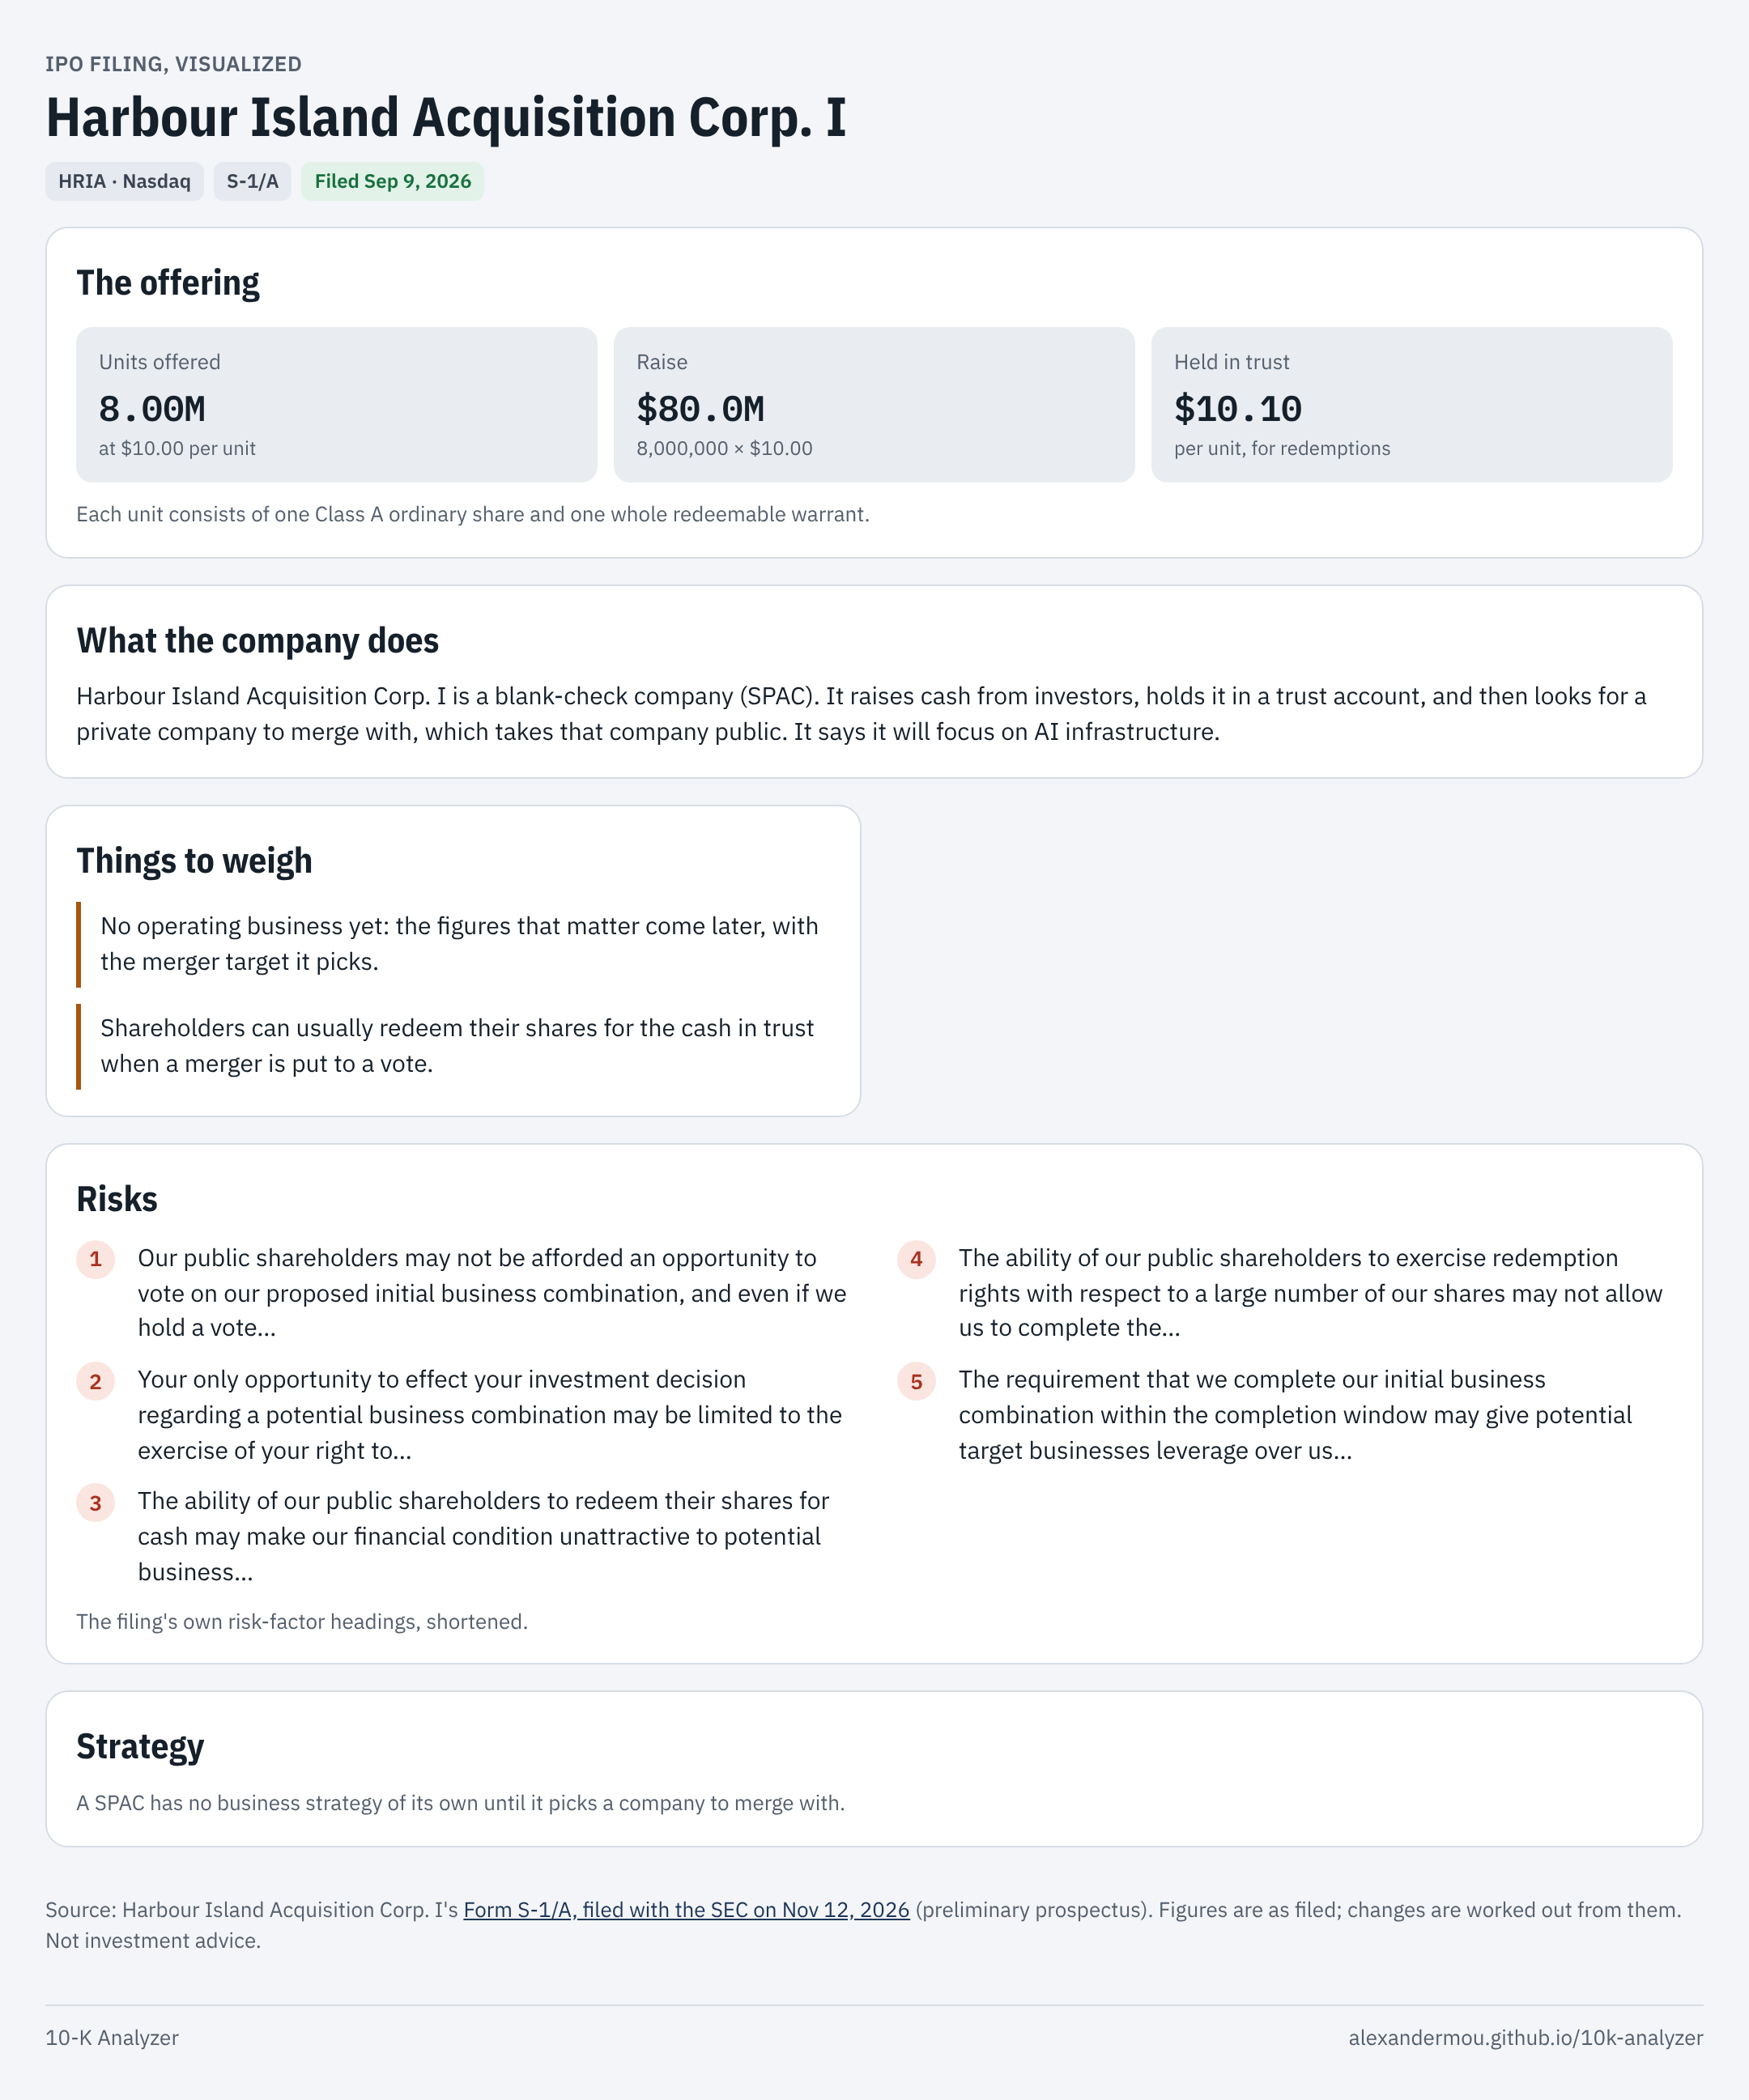 IPO FILING, VISUALIZED
Harbour Island Acquisition Corp. I
HRIA · Nasdaq
S-1/A
Filed Sep 9, 2026
The offering
Units offered
8.00M
at $10.00 per unit
Raise
$80.0M
8,000,000 × $10.00
Held in trust
$10.10
per unit, for redemptions
Each unit consists of one Class A ordinary share and one whole redeemable warrant.
What the company does
Harbour Island Acquisition Corp. I is a blank-check company (SPAC). It raises cash from investors, holds it in a trust account, and then looks for a
private company to merge with, which takes that company public. It says it will focus on AI infrastructure.
Things to weigh
No operating business yet: the figures that matter come later, with
the merger target it picks.
Shareholders can usually redeem their shares for the cash in trust
when a merger is put to a vote.
Risks
1 Our public shareholders may not be afforded an opportunity to
vote on our proposed initial business combination, and even if we
hold a vote...
2 Your only opportunity to effect your investment decision
regarding a potential business combination may be limited to the
exercise of your right to...
3 The ability of our public shareholders to redeem their shares for
cash may make our financial condition unattractive to potential
business...
4 The ability of our public shareholders to exercise redemption
rights with respect to a large number of our shares may not allow
us to complete the...
5 The requirement that we complete our initial business
combination within the completion window may give potential
target businesses leverage over us...
The filing's own risk-factor headings, shortened.
Strategy
A SPAC has no business strategy of its own until it picks a company to merge with.
Source: Harbour Island Acquisition Corp. I's Form S-1/A, filed with the SEC on Nov 12, 2026 (preliminary prospectus). Figures are as filed; changes are worked out from them.
Not investment advice.
10-K Analyzer
alexandermou.github.io/10k-analyzer